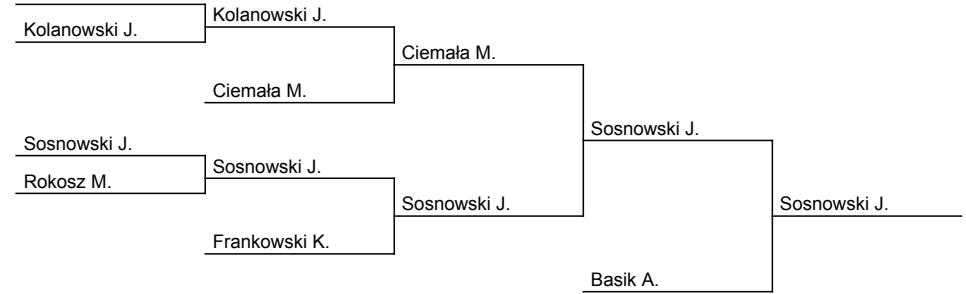 Kolanowski J.
Kolanowski J.
Ciemała M.
Ciemała M.
Sosnowski J.
Rokosz M.
Sosnowski J.
Frankowski K.
Sosnowski J.
Sosnowski J.
Basik A.
Sosnowski J.